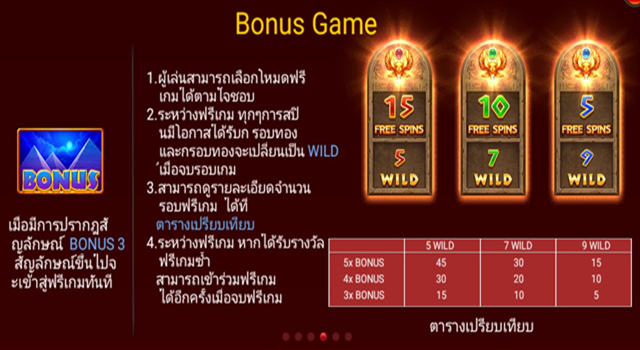 Bonus Game
BONUS
เมื่อมีการปรากฎสั
ญลักษณ์ BONUS 3
สัญลักษณ์ขึ้นไปจ
ะเข้าสู่ฟรีเกมทันที
1.ผู้เล่นสามารถเลือกโหมดฟรี
เกมได้ตามใจชอบ
2.ระหว่างฟรีเกม ทุกๆการสปิ
นมีโอกาสได้รับก รอบทอง
และกรอบทองจะเปลี่ยนเป็น WILD
'เมื่อจบรอบเกม
3.สามารถดูรายละเอียดจำนวน
รอบฟรีเกม ได้ที่
ตารางเปรียบเทียบ
4.ระหว่างฟรีเกม หากได้รับรางวัล
ฟรีเกมซ้ำ
สามารถเข้าร่วมฟรีเกม
ได้อีกครั้งเมื่อจบฟรีเกม
15
FREE SPINS
5
WILD
10
FREE SPINS
7
WILD
5
FREE SPINS
9
WILD
5 WILD 7 WILD 9 WILD
5x BONUS 45 30 15
4x BONUS 30 20 10
3x BONUS 15 10 5
ตารางเปรียบเทียบ